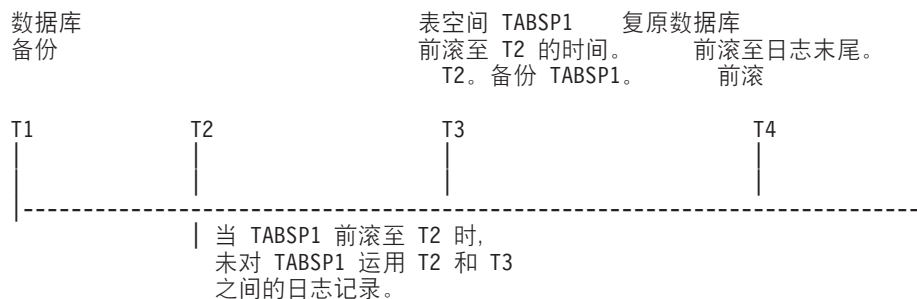 数据库 表空间 TABSP1 复原数据库
备份 前滚至 T2 的时间。 前滚至日志末尾。
T2。备份 TABSP1。 前滚
T1 T2 T3 T4
当 TABSP1 前滚至 T2 时,
未对 TABSP1 运用 T2 和 T3
之间的日志记录。